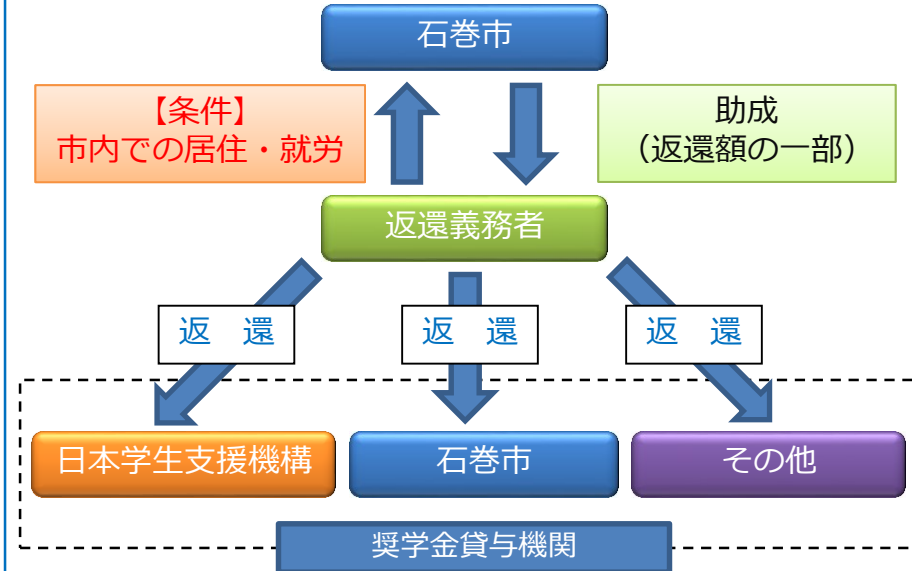 石巻市
【条件】
市内での居住・就労
助成
（返還額の一部）
返還義務者
返　還
返　還
返　還
日本学生支援機構
石巻市
その他
奨学金貸与機関